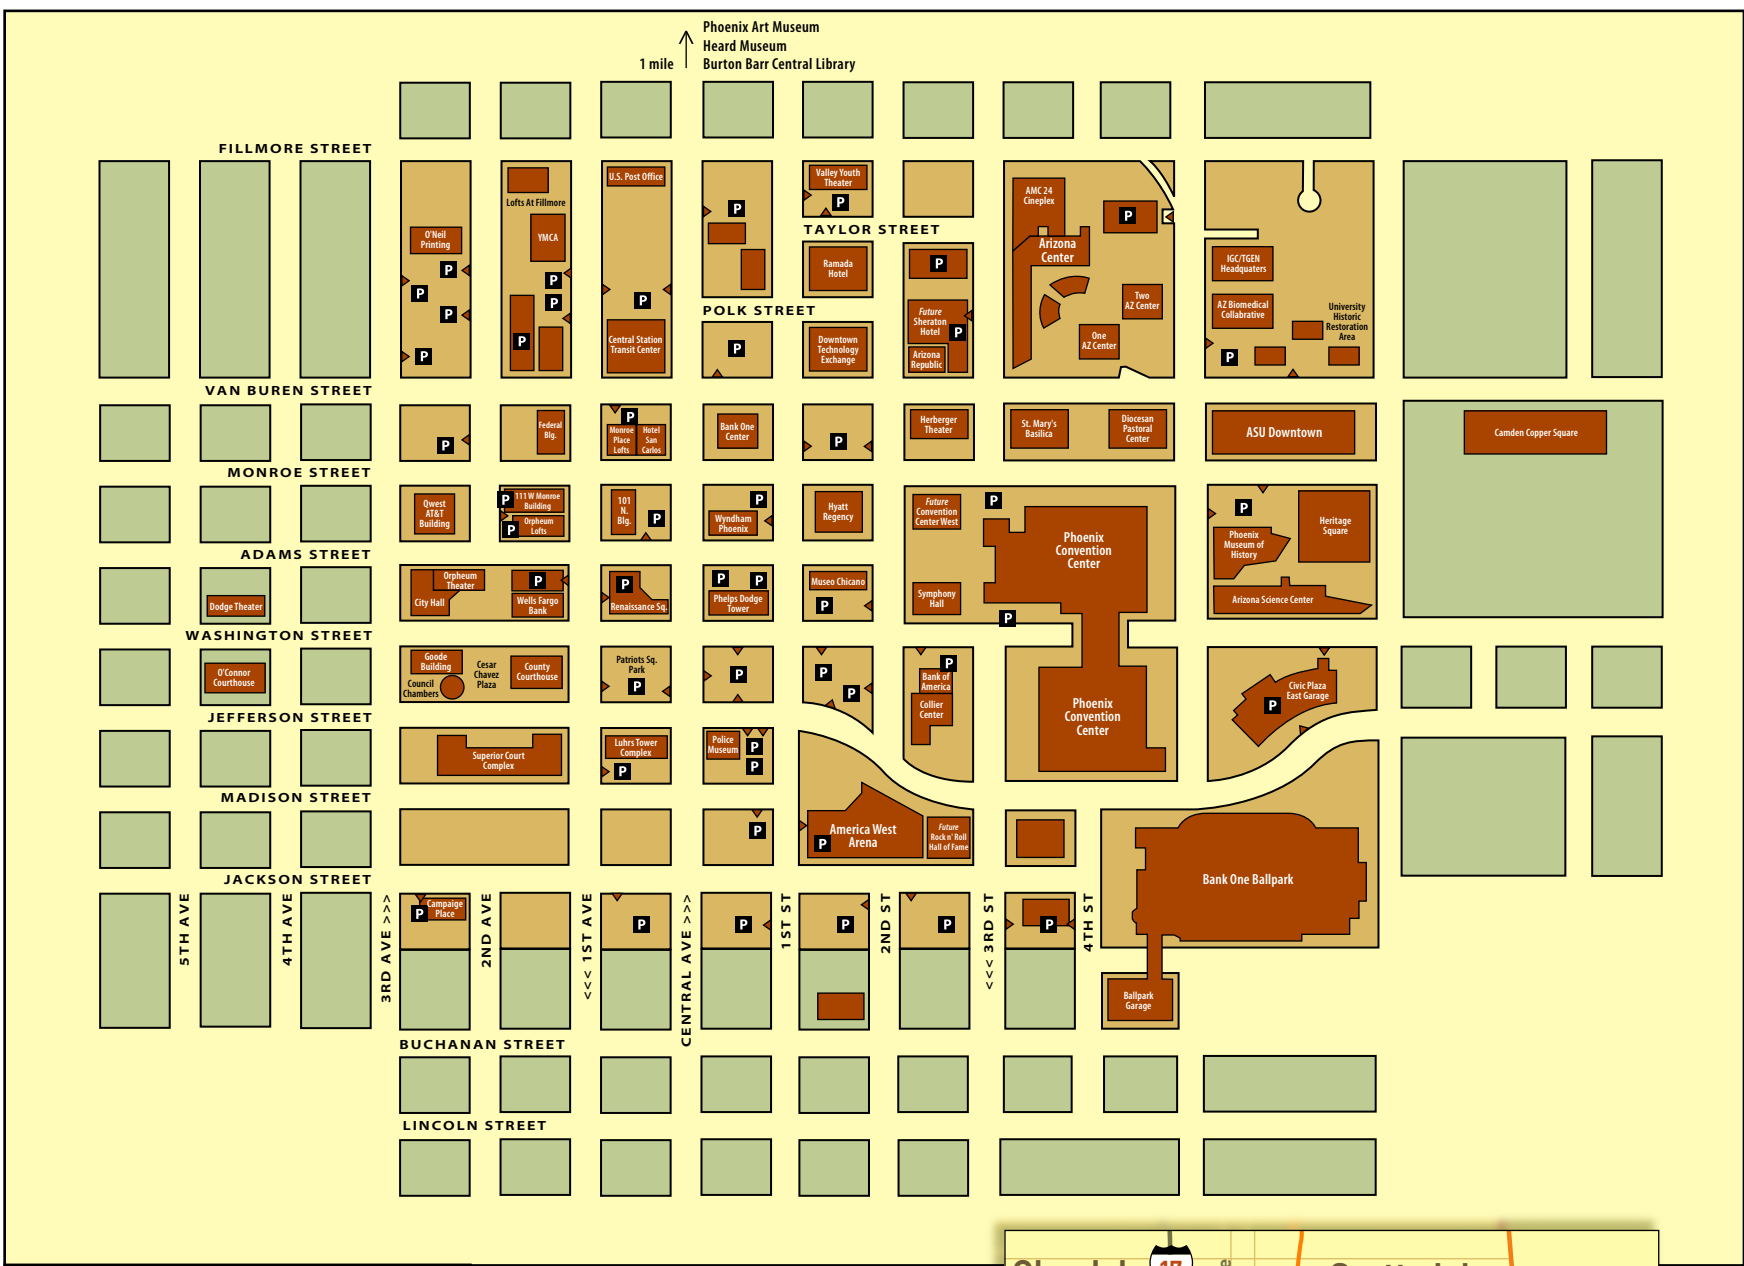 Phoenix Art Museum
Heard Museum
1 mile
Burton Barr Central Library
FILLMORE STREET
U.S. Post Office
Valley Youth
Theater
P
Lofts At Fillmore
AMC 24
Cineplex
P
P
YMCA
O'Neil
Printing
TAYLOR STREET
Arizona
Center
Ramada
Hotel
P
IGC/TGEN
Headquaters
P
P
P
P
P
P
Two
AZ Center
AZ Biomedical
Collabrative
University
Historic
Restoration
Area
POLK STREET
Future
Sheraton
Hotel
P
P
P
P
Central Station
Transit Center
P
Downtown
Technology
Exchange
Arizona
Republic
One
AZ Center
P
VAN BUREN STREET
P
Federal
Blg.
P
Monroe
Place
Lofts
Hotel
San
Carlos
Bank One
Center
P
Herberger
Theater
St. Mary's
Basilica
Diocesan
Pastoral
Center
ASU Downtown
Camden Copper Square
MONROE STREET
Qwest
AT&T
Building
P
111 W Monroe
Building
P
Orpheum
Lofts
101
N.
Blg.
P
P
Wyndham
Phoenix
Hyatt
Regency
Future
Convention
Center West
P
Phoenix
Convention
Center
P
Phoenix
Museum of
History
Heritage
Square
ADAMS STREET
Dodge Theater
Orpheum
Theater
City Hall
P
Wells Fargo
Bank
P
Renaissance Sq.
P
P
Phelps Dodge
Tower
Museo Chicano
P
Symphony
Hall
P
Arizona Science Center
WASHINGTON STREET
O'Connor
Courthouse
Goode
Building
Council
Chambers
Cesar
Chavez
Plaza
County
Courthouse
Patriots Sq.
Park
P
P
P
P
P
Bank of
America
Collier
Center
Phoenix
Convention
Center
Civic Plaza
East Garage
P
JEFFERSON STREET
Superior Court
Complex
Luhrs Tower
Complex
P
Police
Museum
P
P
MADISON STREET
P
America West
Arena
P
Future
Rock n' Roll
Hall of Fame
Bank One Ballpark
JACKSON STREET
Campaige
Place
P
P
P
P
P
P
5TH AVE
4TH AVE
3RD AVE >>>
2ND AVE
<<< 1ST AVE
CENTRAL AVE >>>
1ST ST
2ND ST
<<< 3RD ST
4TH ST
Ballpark
Garage
BUCHANAN STREET
LINCOLN STREET
17